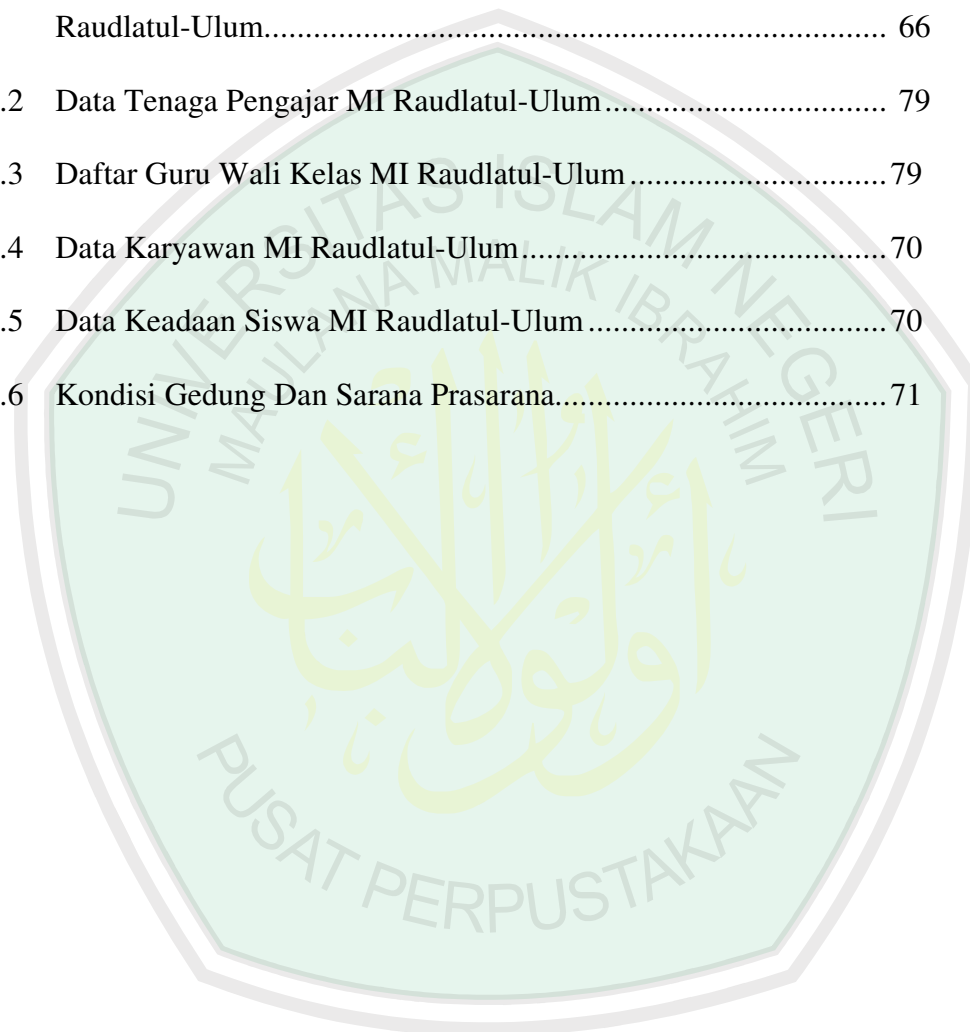 Raudlatul-Ulum........................................................................... 66
.2 Data Tenaga Pengajar MI Raudlatul-Ulum.................................. 79
.3 Daftar Guru Wali Kelas MI Raudlatul-Ulum............................... 79
.4 Data Karyawan MI Raudlatul-Ulum............................................ 70
.5 Data Keadaan Siswa MI Raudlatul-Ulum.................................... 70
.6 Kondisi Gedung Dan Sarana Prasarana........................................ 71
UNIVERSITAS ISLAM NEGERI
MAULANA MALIK IBRAHIM
أولوا الألباب
PUSAT PERPUSTAKAAN